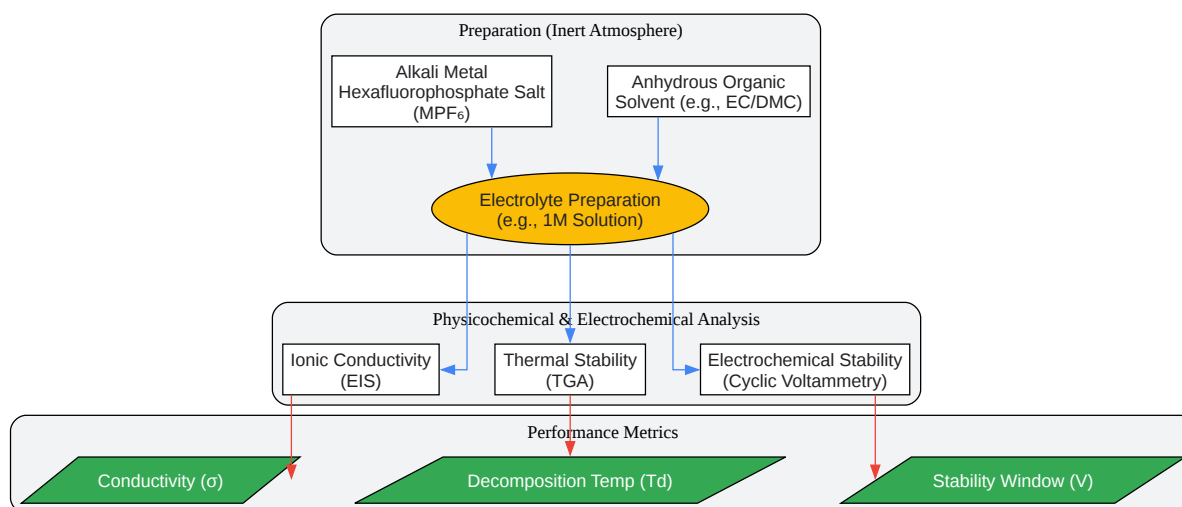 Preparation (Inert Atmosphere)
Alkali Metal
Hexafluorophosphate Salt
(MPF₆)
Anhydrous Organic
Solvent (e.g., EC/DMC)
Electrolyte Preparation
(e.g., 1M Solution)
Physicochemical & Electrochemical Analysis
Ionic Conductivity
(EIS)
Thermal Stability
(TGA)
Electrochemical Stability
(Cyclic Voltammetry)
Performance Metrics
Conductivity (σ)
Decomposition Temp (Td)
Stability Window (V)